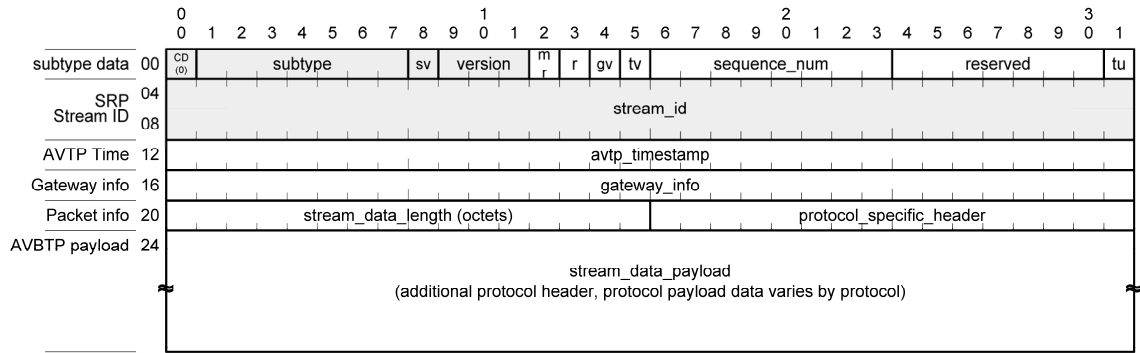 0 1 2 3
0 1 2 3 4 5 6 7 8 9 0 1 2 3 4 5 6 7 8 9 0 1 2 3 4 5 6 7 8 9 0 1
subtype data 00 CD (0) subtype sv version m r r gv tv sequence_num reserved tu
SRP Stream ID 04 08 stream_id
AVTP Time 12 avtp_timestamp
Gateway info 16 gateway_info
Packet info 20 stream_data_length (octets) protocol_specific_header
AVBTP payload 24
stream_data_payload
(additional protocol header, protocol payload data varies by protocol)